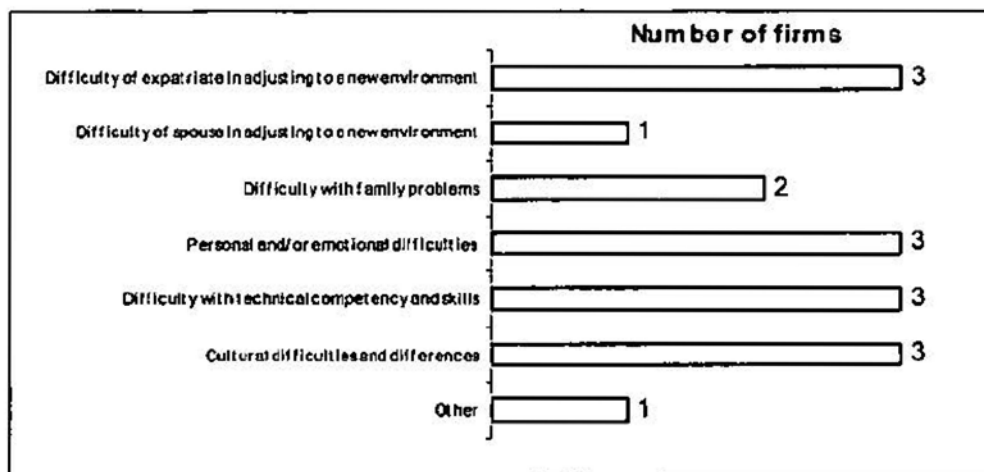 Number of firms
Difficulty of expatriate in adjusting to a new environment 3
Difficulty of spouse in adjusting to a new environment 1
Difficulty with family problems 2
Personal and/or emotional difficulties 3
Difficulty with technical competency and skills 3
Cultural difficulties and differences 3
Other 1